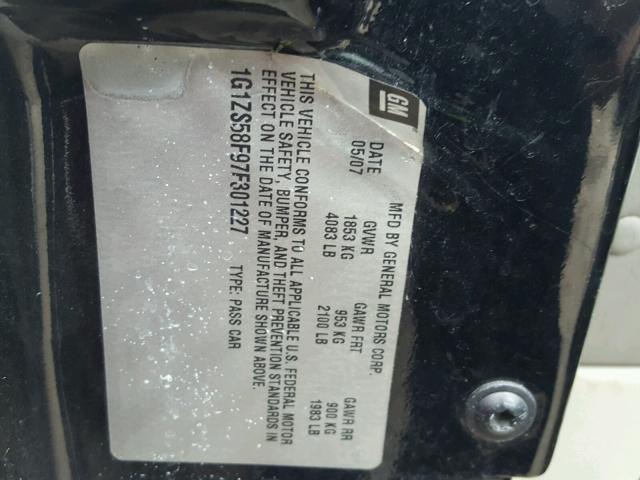 GM
MFD BY GENERAL MOTORS CORP.
DATE GVWR GAWR FRT GAWR RR
05/07 1853 KG 953 KG 900 KG
4083 LB 2100 LB 1983 LB
THIS VEHICLE CONFORMS TO ALL APPLICABLE U.S. FEDERAL MOTOR
VEHICLE SAFETY, BUMPER, AND THEFT PREVENTION STANDARDS IN
EFFECT ON THE DATE OF MANUFACTURE SHOWN ABOVE.
1G1ZS58F97F301227 TYPE: PASS CAR